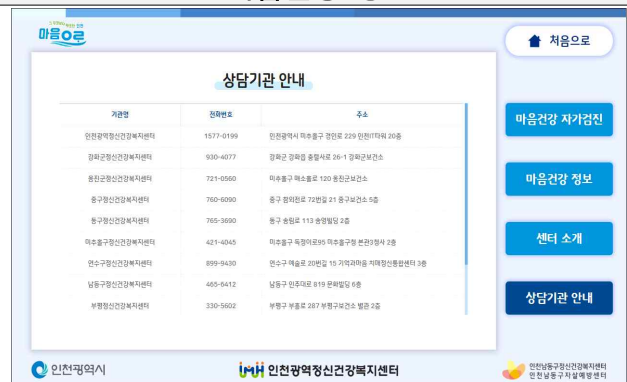 마음으로
처음으로
상담기관 안내
기관명 전화번호 주소
인천광역정신건강복지센터 1577-0199 인천광역시 미추홀구 경인로 229 인천IT타워 20층
강화군정신건강복지센터 930-4077 강화군 강화읍 충렬사로 26-1 강화군보건소
옹진군정신건강복지센터 721-0560 미추홀구 매소홀로 120 옹진군보건소
중구정신건강복지센터 760-6090 중구 참외전로 72번길 21 중구보건소 5층
동구정신건강복지센터 765-3690 동구 송림로 113 송영빌딩 2층
미추홀구정신건강복지센터 421-4045 미추홀구 독정이로95 미추홀구청 본관3청사 2층
연수구정신건강복지센터 899-9430 연수구 예술로 20번길 15 기억과마음 치매정신통합센터 3층
남동구정신건강복지센터 465-6412 남동구 인주대로 819 문화빌딩 6층
부평정신건강복지센터 330-5602 부평구 부흥로 287 부평구보건소 별관 2층
마음건강 자가검진
마음건강 정보
센터 소개
상담기관 안내
인천광역시
imH 인천광역정신건강복지센터
인천남동구정신건강복지센터
인천남동구자살예방센터